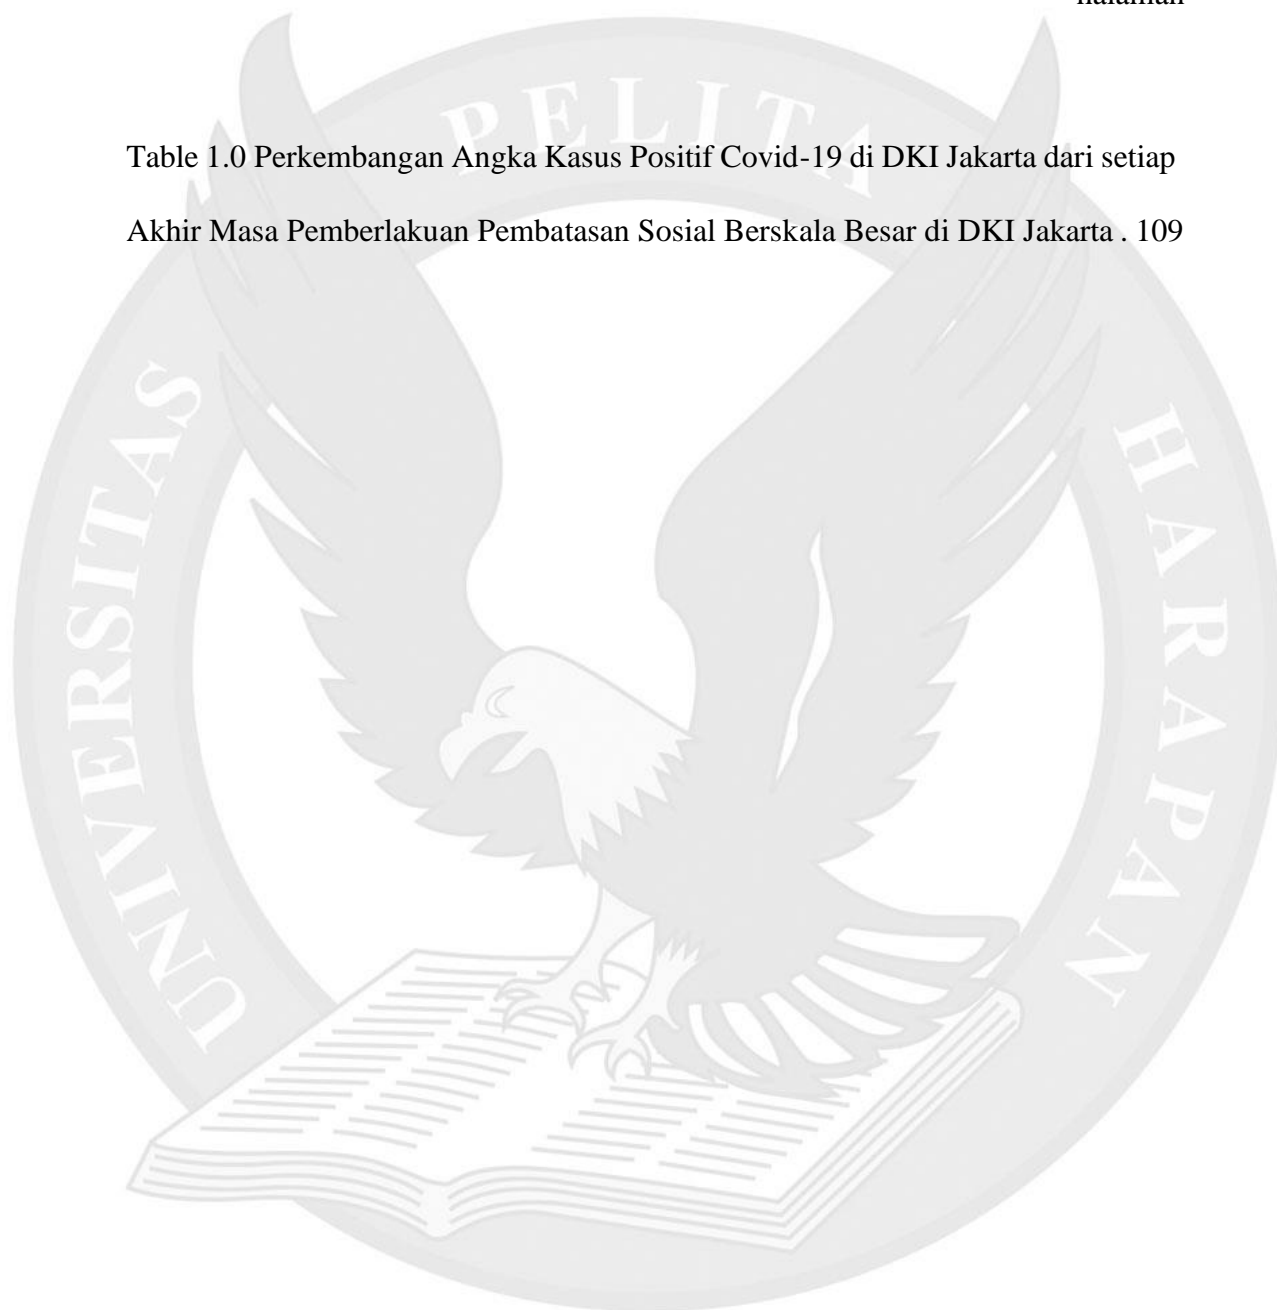 halaman
Table 1.0 Perkembangan Angka Kasus Positif Covid-19 di DKI Jakarta dari setiap
Akhir Masa Pemberlakuan Pembatasan Sosial Berskala Besar di DKI Jakarta . 109
UNIVERSITAS PELITA HARAPAN